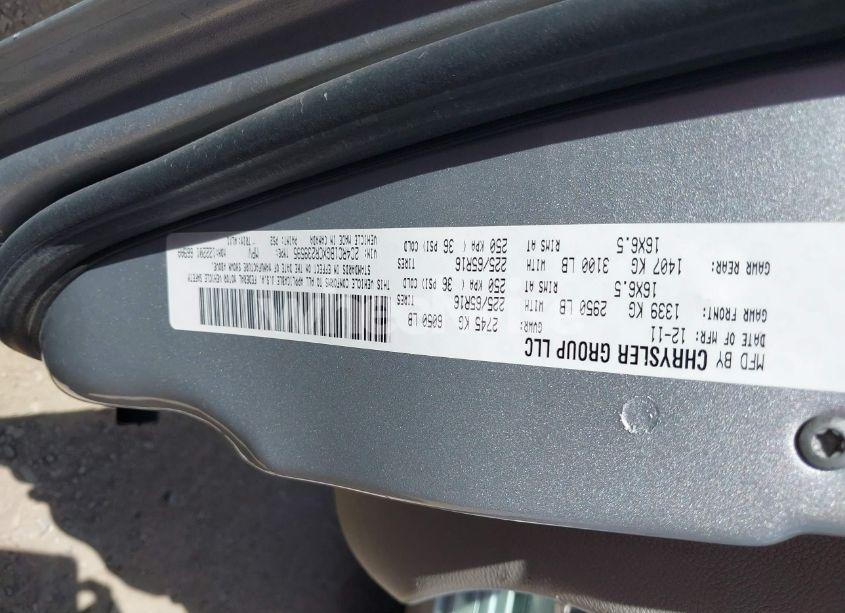 MFD BY CHRYSLER GROUP LLC
DATE OF MFR: 12-11 GVWR: 2745 KG 6050 LB
GAWR FRONT: 1339 KG 2950 LB WITH TIRES 225/65R16
RIMS AT 16X6.5 250 KPA ( 36 PSI) COLD
GAWR REAR: 1407 KG 3100 LB WITH TIRES 225/65R16
RIMS AT 16X6.5 250 KPA ( 36 PSI) COLD
THIS VEHICLE CONFORMS TO ALL APPLICABLE U.S.A. FEDERAL MOTOR VEHICLE SAFETY
STANDARDS IN EFFECT ON THE DATE OF MANUFACTURE SHOWN ABOVE.
TYPE: MPV
VEHICLE MADE IN CANADA PAINT: PS2